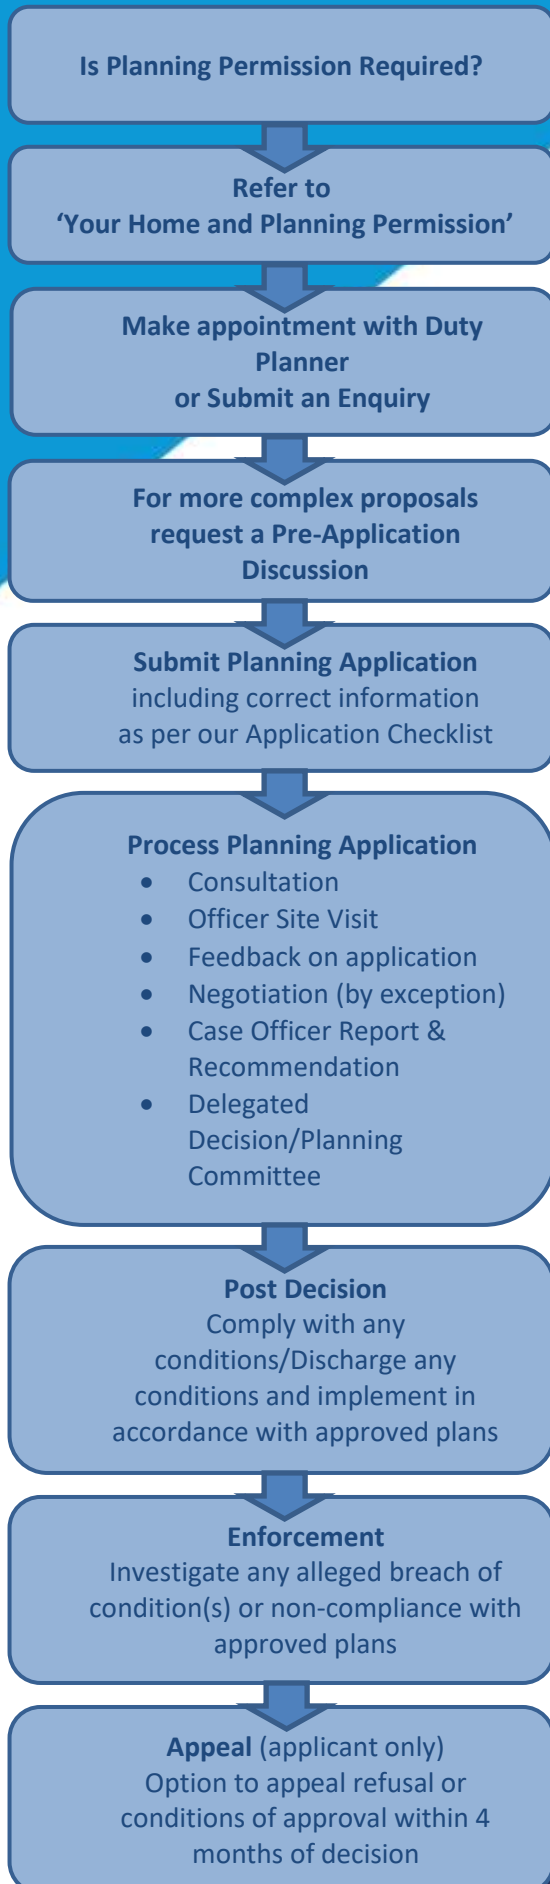 Is Planning Permission Required?
Refer to
‘Your Home and Planning Permission’
Make appointment with Duty
Planner
or Submit an Enquiry
For more complex proposals
request a Pre-Application
Discussion
Submit Planning Application
including correct information
as per our Application Checklist
Process Planning Application
• Consultation
• Officer Site Visit
• Feedback on application
• Negotiation (by exception)
• Case Officer Report &
Recommendation
• Delegated
Decision/Planning
Committee
Post Decision
Comply with any
conditions/Discharge any
conditions and implement in
accordance with approved plans
Enforcement
Investigate any alleged breach of
condition(s) or non-compliance with
approved plans
Appeal (applicant only)
Option to appeal refusal or
conditions of approval within 4
months of decision